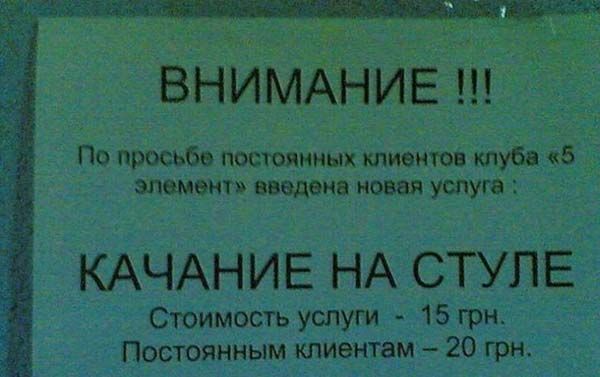 ВНИМАНИЕ !!!
По просьбе постоянных клиентов клуба «5
элемент» введена новая услуга :
КАЧАНИЕ НА СТУЛЕ
Стоимость услуги - 15 грн.
Постоянным клиентам – 20 грн.